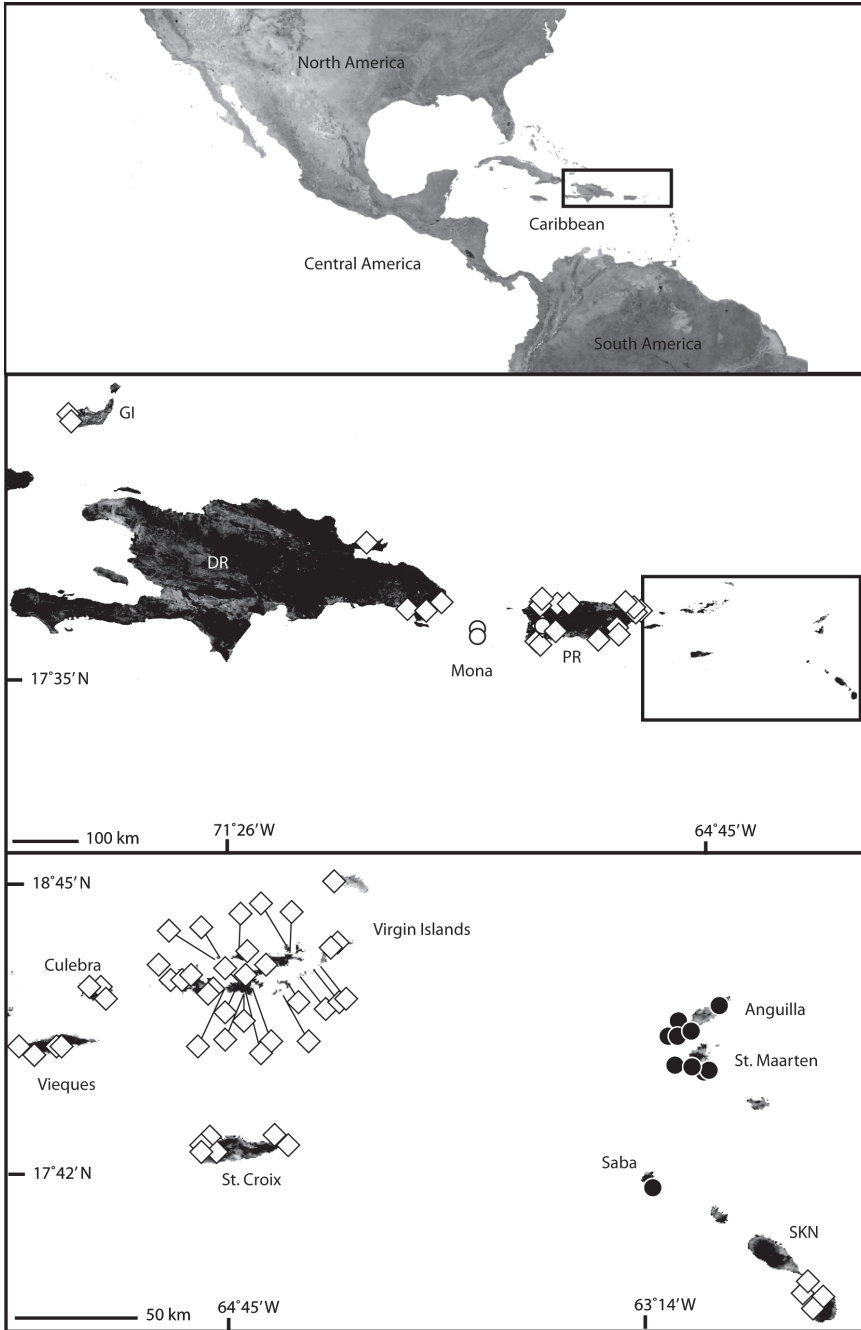 North America
Caribbean
Central America
South America
GI
DR
Mona
PR
17˚35′ N
100 km
71˚26′ W
64˚45′ W
18˚45′ N
Virgin Islands
Culebra
Anguilla
St. Maarten
Vieques
Saba
17˚42′ N
St. Croix
SKN
50 km
64˚45′ W
63˚14′ W